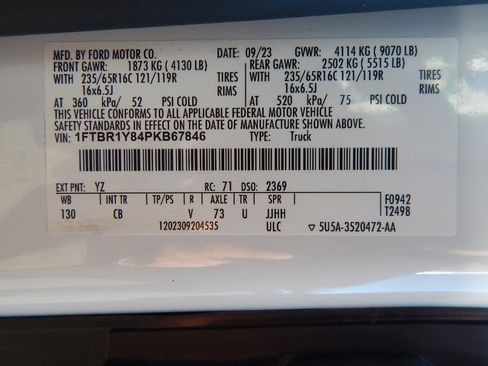 MFD. BY FORD MOTOR CO. 09/23 GVWR: 4114 KG ( 9070 LB)
FRONT GAWR: 1873 KG ( 4130 LB) REAR GAWR: 2502 KG ( 5515 LB)
WITH 235/65R16C 121/119R TIRES WITH 235/65R16C 121/119R TIRES
16x6.5J RIMS 16x6.5J RIMS
AT 360 kPa/ 52 PSI COLD AT 520 kPa/ 75 PSI COLD
THIS VEHICLE CONFORMS TO ALL APPLICABLE FEDERAL MOTOR VEHICLE
SAFETY STANDARDS IN EFFECT ON THE DATE OF MANUFACTURE SHOWN ABOVE.
VIN: 1FTBR1Y84PKB67846 TYPE: Truck
EXT PNT: YZ RC: 71 DSO: 2369
WB INT TR TP/PS R AXLE TR SPR F0942
130 CB V 73 U JJHH T2498
1202309204535 ULC ▽ 5U5A-3520472-AA